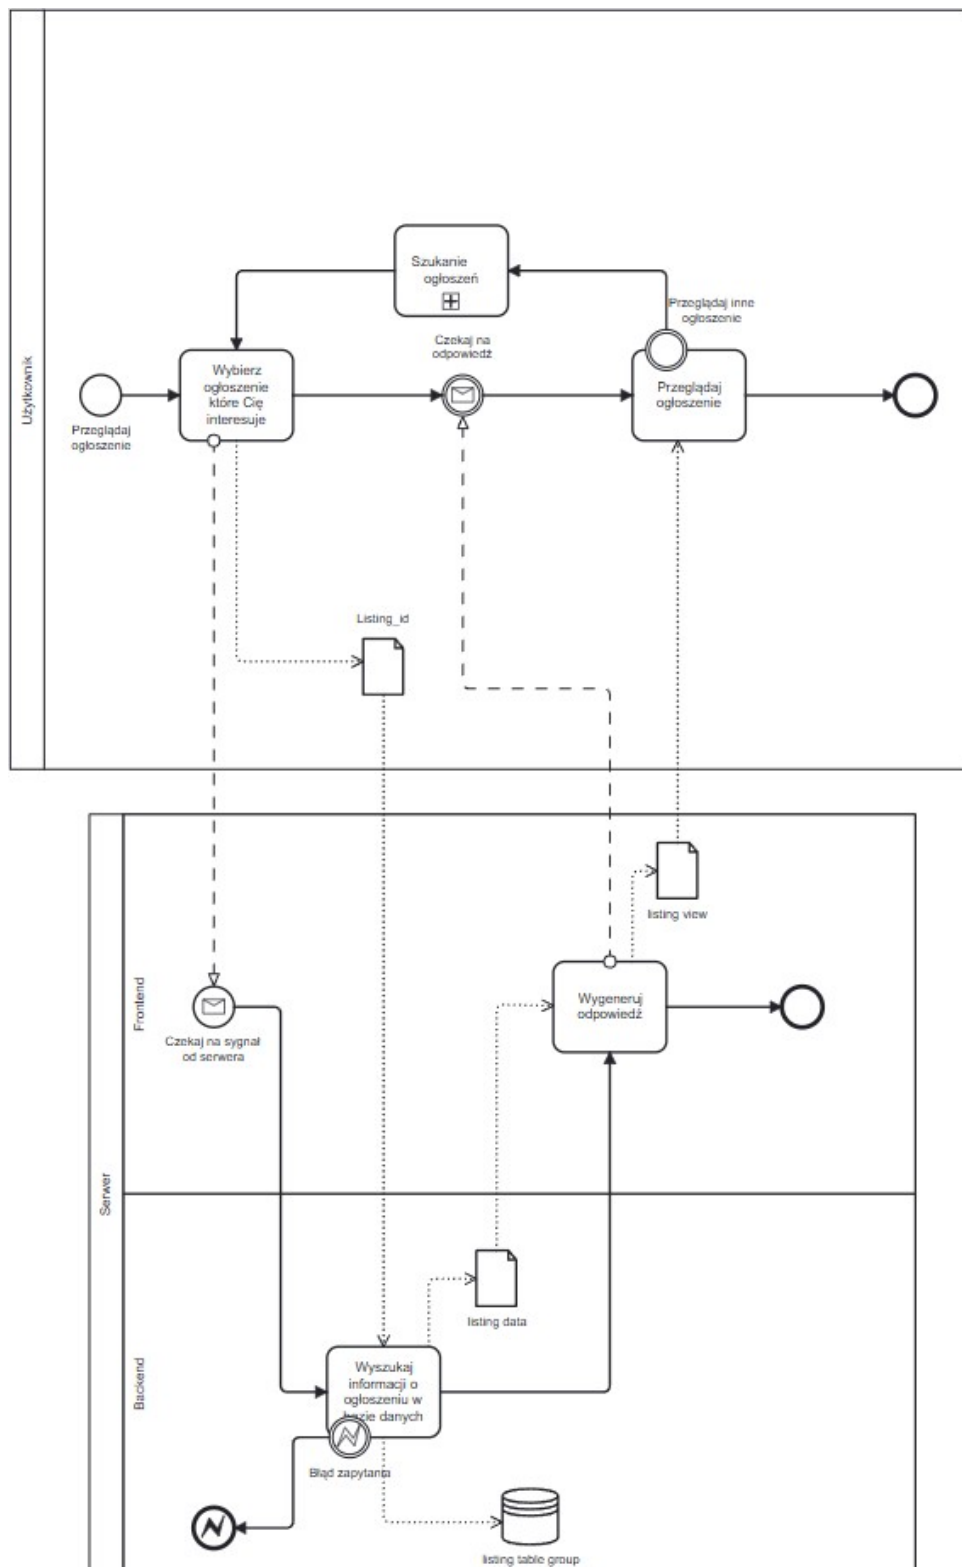 Użytkownik
Szukanie
ogłoszeń
Przeglądaj inne
ogłoszenie
Czekaj na
odpowiedź
Wybierz
ogłoszenie
które Cię
interesuje
Przeglądaj
ogłoszenie
Przeglądaj
ogłoszenie
Listing_id
Serwer
Frontend
listing view
Wygeneruj
odpowiedź
Czekaj na sygnał
od serwera
Backend
listing data
Wyszukaj
informacji o
ogłoszeniu w
bazie danych
Błąd zapytania
listing table group